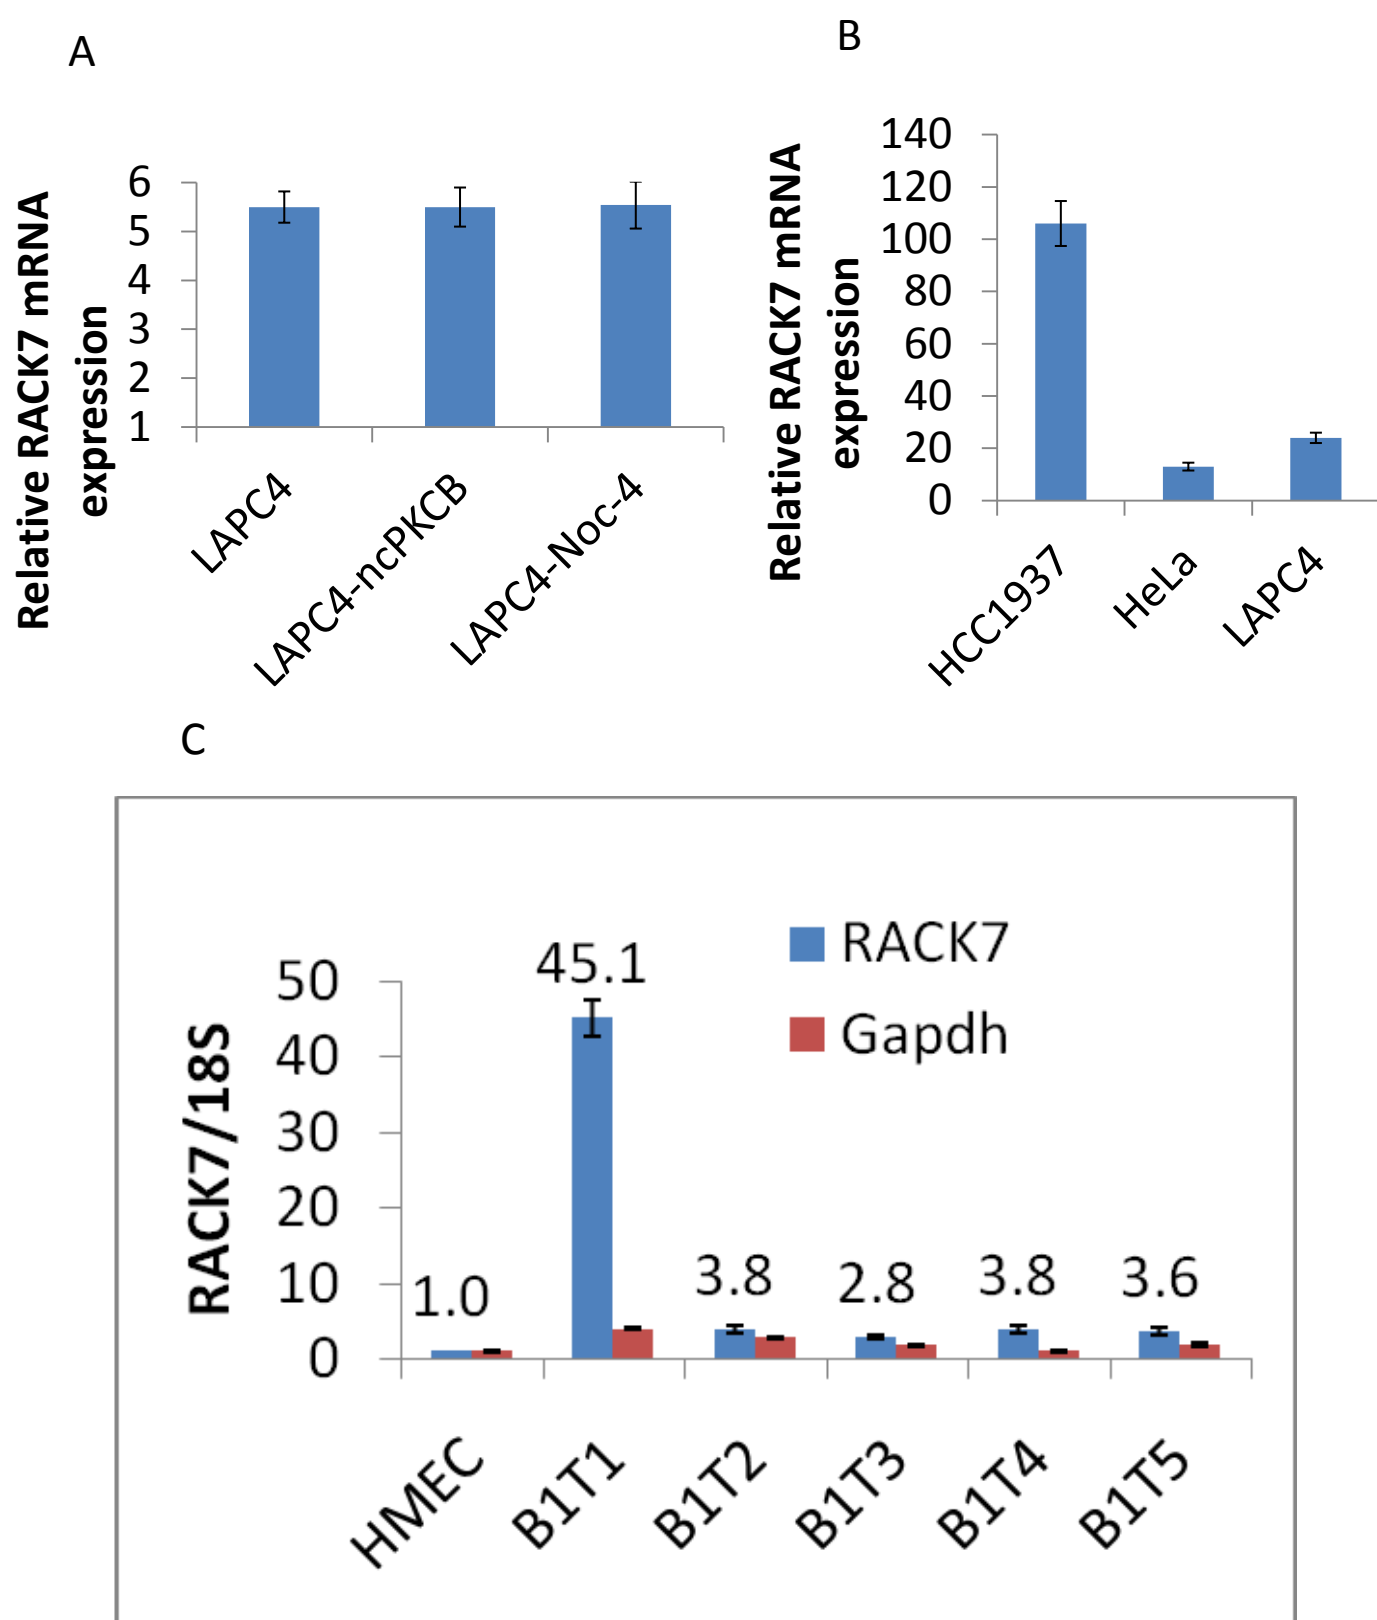 A
Relative RACK7 mRNA
expression
6
5
4
3
2
1
LAPC4
LAPC4-ncPKCB
LAPC4-Noc-4
B
Relative RACK7 mRNA
expression
140
120
100
80
60
40
20
0
HCC1937
HeLa
LAPC4
C
RACK7/18S
50
40
30
20
10
0
1.0
45.1
3.8
2.8
3.8
3.6
RACK7
Gapdh
HMEC
B1T1
B1T2
B1T3
B1T4
B1T5